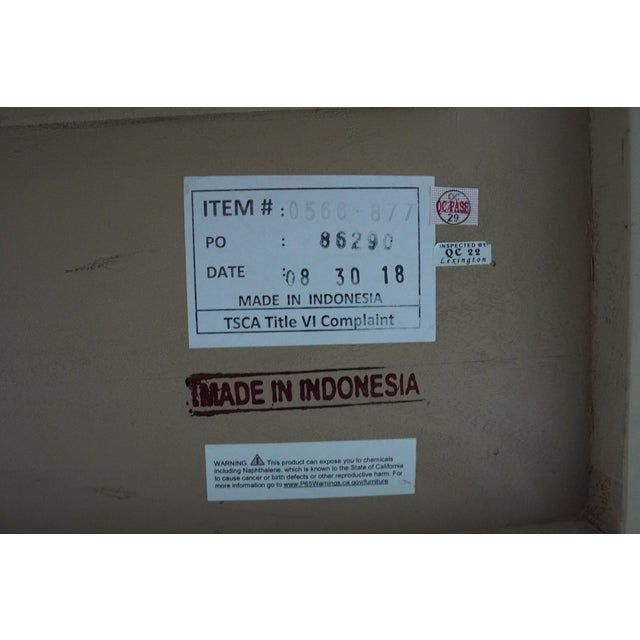 ITEM # : 0566-877
PO : 86290
DATE : 08 30 18
MADE IN INDONESIA
TSCA Title VI Complaint
QC
QC PASE
29
INSPECTED BY
QC 22
Lexington
MADE IN INDONESIA
WARNING: This product can expose you to chemicals
including Naphthalene, which is known to the State of California
to cause cancer or birth defects or other reproductive harm. For
more information go to www.P65Warnings.ca.gov/furniture